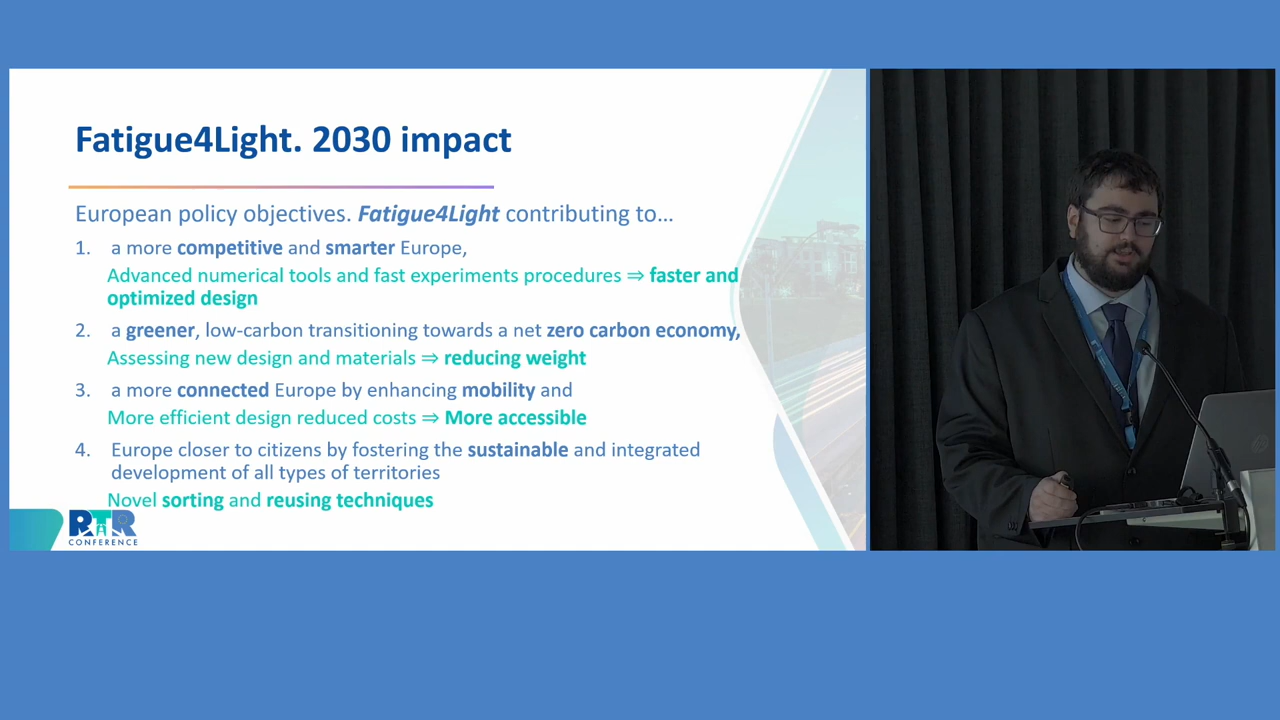 Fatigue4Light. 2030 impact
European policy objectives. Fatigue4Light contributing to…
1. a more competitive and smarter Europe,
Advanced numerical tools and fast experiments procedures ⇒ faster and
optimized design
2. a greener, low-carbon transitioning towards a net zero carbon economy,
Assessing new design and materials ⇒ reducing weight
3. a more connected Europe by enhancing mobility and
More efficient design reduced costs ⇒ More accessible
4. Europe closer to citizens by fostering the sustainable and integrated
development of all types of territories
Novel sorting and reusing techniques
RTR
CONFERENCE